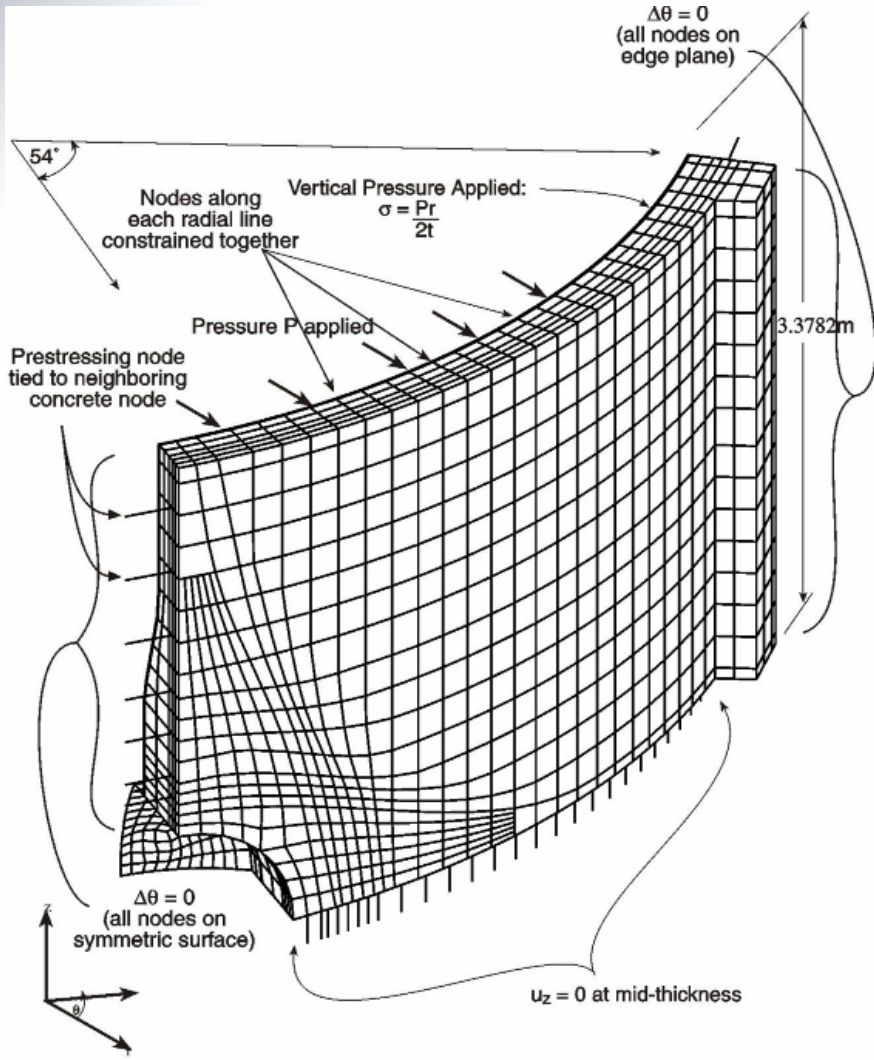 Δθ = 0
(all nodes on
edge plane)
54°
Nodes along
each radial line
constrained together
Vertical Pressure Applied:
σ = Pr
2t
Pressure P applied
3.3782m
Prestressing node
tied to neighboring
concrete node
Δθ = 0
(all nodes on
symmetric surface)
z
θ
r
u_z = 0 at mid-thickness